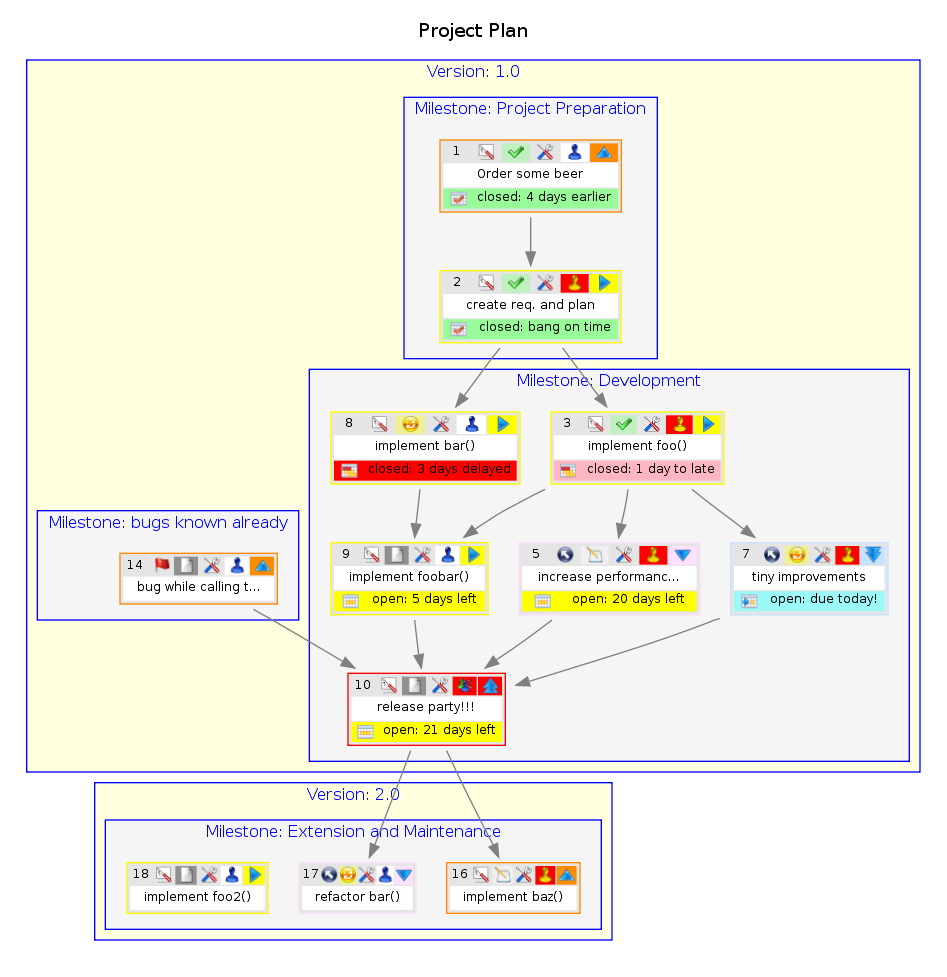 Project Plan
Version: 1.0
Milestone: Project Preparation
1
Order some beer
closed: 4 days earlier
2
create req. and plan
closed: bang on time
Milestone: Development
8
implement bar()
closed: 3 days delayed
3
implement foo()
closed: 1 day to late
Milestone: bugs known already
14
bug while calling t...
9
implement foobar()
open: 5 days left
5
increase performanc...
open: 20 days left
7
tiny improvements
open: due today!
10
release party!!!
open: 21 days left
Version: 2.0
Milestone: Extension and Maintenance
18
implement foo2()
17
refactor bar()
16
implement baz()